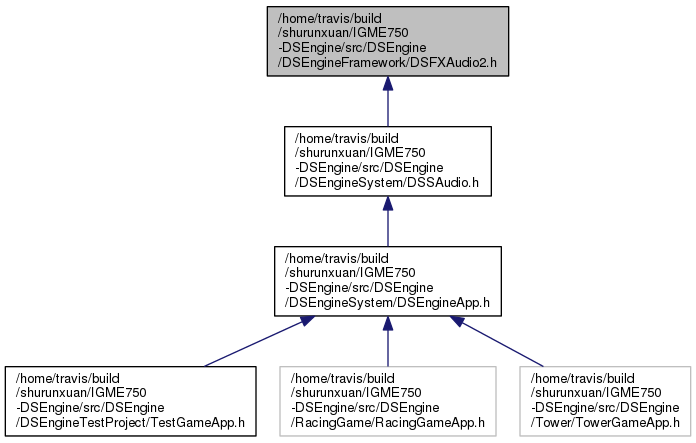 /home/travis/build
/shurunxuan/IGME750
-DSEngine/src/DSEngine
/DSEngineFramework/DSFXAudio2.h
/home/travis/build
/shurunxuan/IGME750
-DSEngine/src/DSEngine
/DSEngineSystem/DSSAudio.h
/home/travis/build
/shurunxuan/IGME750
-DSEngine/src/DSEngine
/DSEngineSystem/DSEngineApp.h
/home/travis/build
/shurunxuan/IGME750
-DSEngine/src/DSEngine
/DSEngineTestProject/TestGameApp.h
/home/travis/build
/shurunxuan/IGME750
-DSEngine/src/DSEngine
/RacingGame/RacingGameApp.h
/home/travis/build
/shurunxuan/IGME750
-DSEngine/src/DSEngine
/Tower/TowerGameApp.h